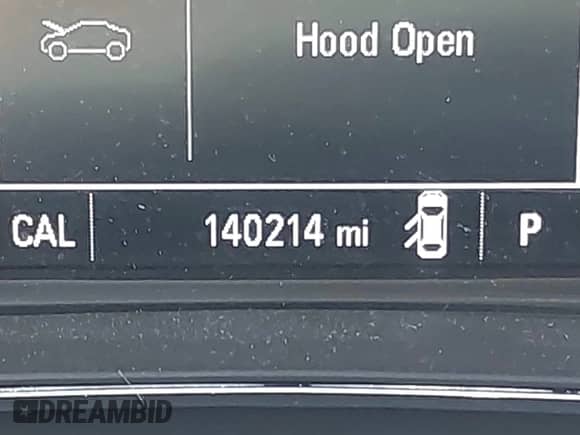 Hood Open
CAL 140214 mi P
DREAMBID